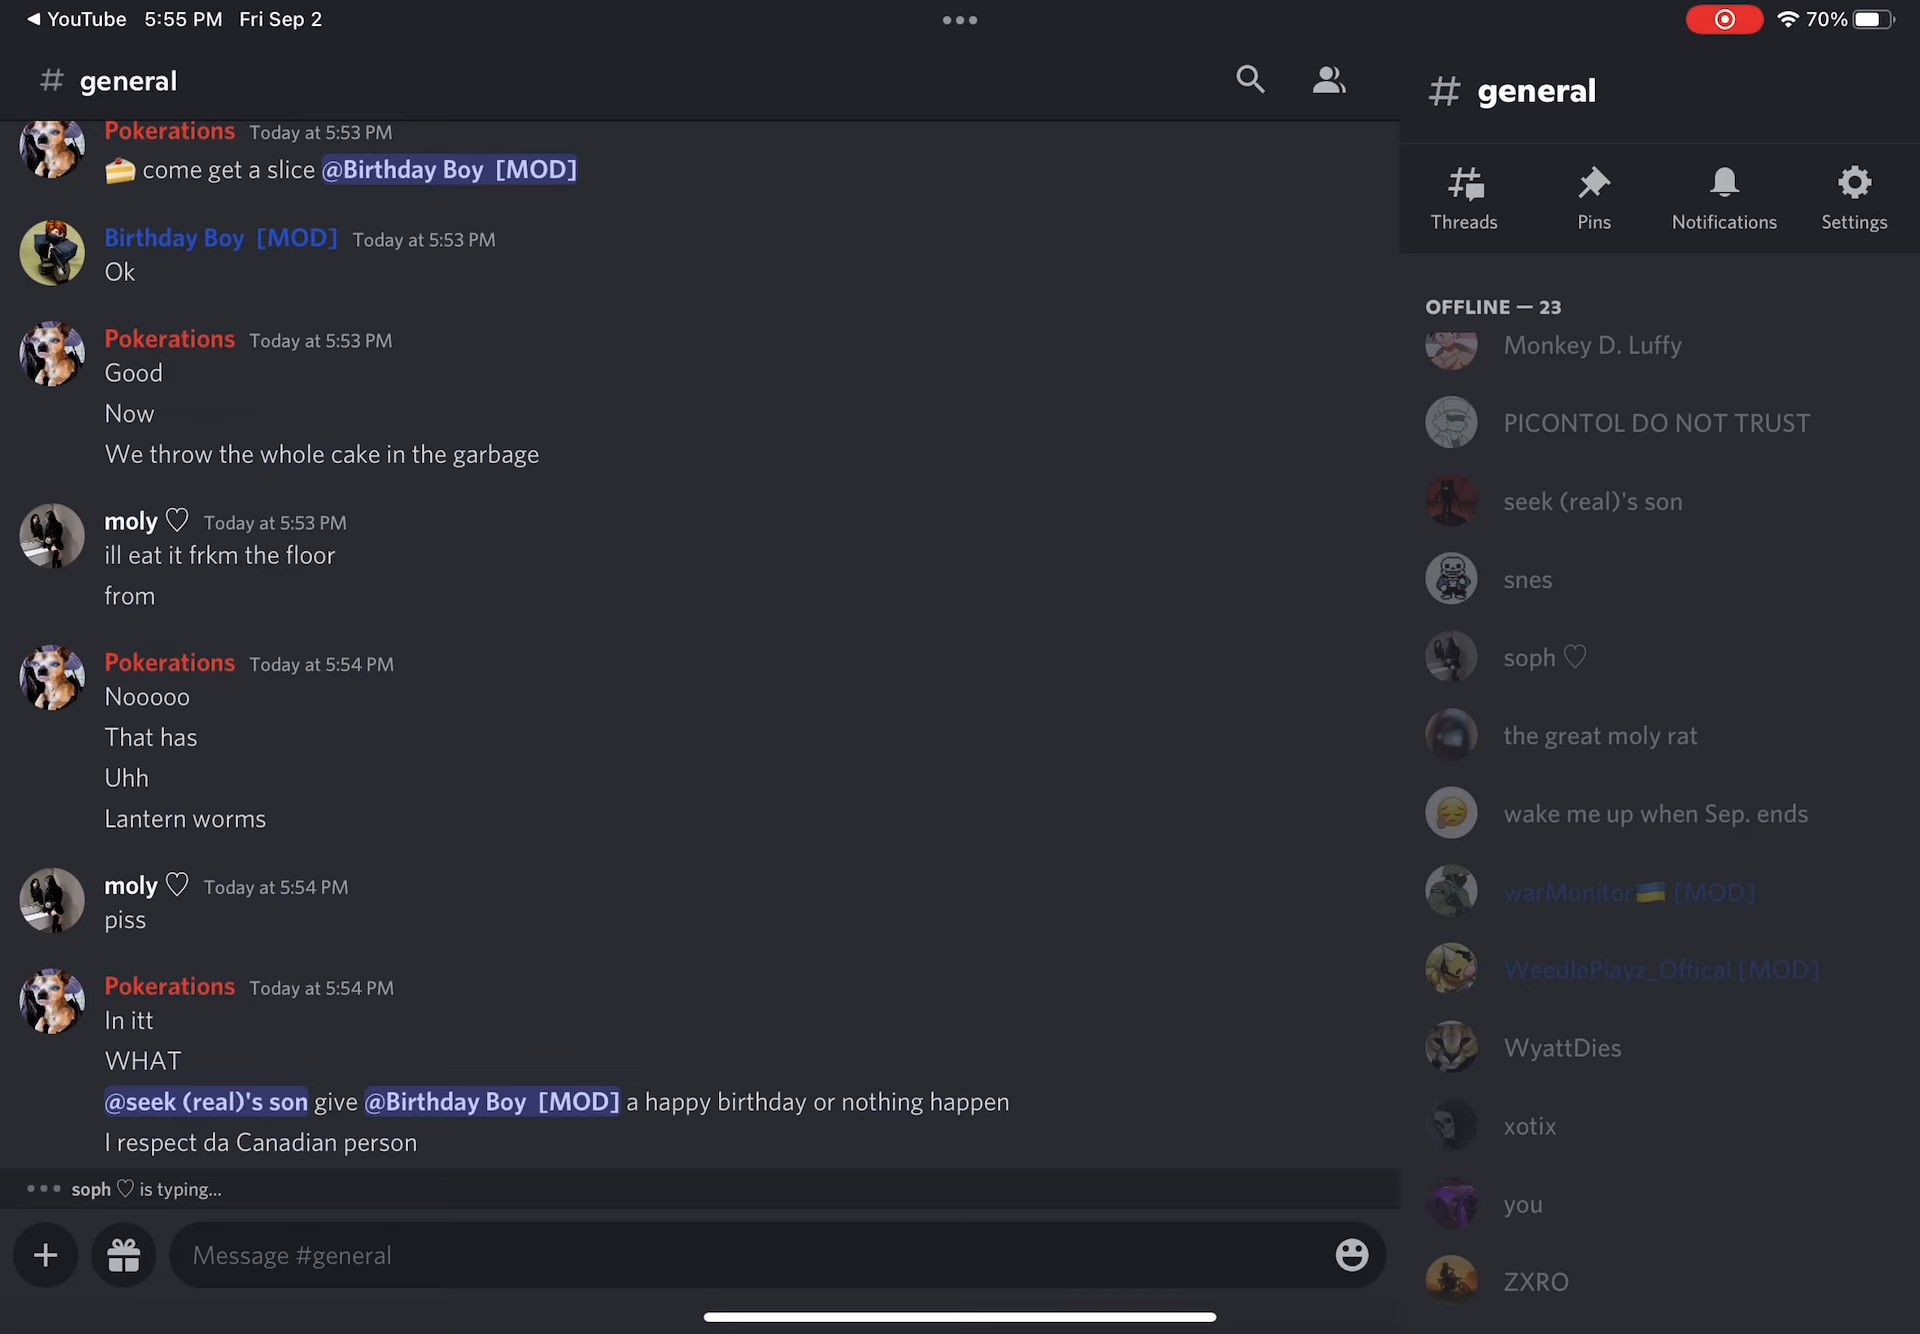 YouTube 5:55 PM Fri Sep 2
70%
# general
Pokerations Today at 5:53 PM
come get a slice @Birthday Boy [MOD]
Birthday Boy [MOD] Today at 5:53 PM
Ok
Pokerations Today at 5:53 PM
Good
Now
We throw the whole cake in the garbage
moly ♡ Today at 5:53 PM
ill eat it frkm the floor
from
Pokerations Today at 5:54 PM
Nooooo
That has
Uhh
Lantern worms
moly ♡ Today at 5:54 PM
piss
Pokerations Today at 5:54 PM
In itt
WHAT
@seek (real)'s son give @Birthday Boy [MOD] a happy birthday or nothing happen
I respect da Canadian person
soph ♡ is typing...
Message #general
# general
Threads Pins Notifications Settings
OFFLINE — 23
Monkey D. Luffy
PICONTOL DO NOT TRUST
seek (real)'s son
snes
soph ♡
the great moly rat
wake me up when Sep. ends
warMonitor🇺🇦 [MOD]
WeedlePlayz_Offical [MOD]
WyattDies
xotix
you
ZXRO